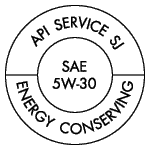 API SERVICE SJ
SAE
5W-30
ENERGY CONSERVING